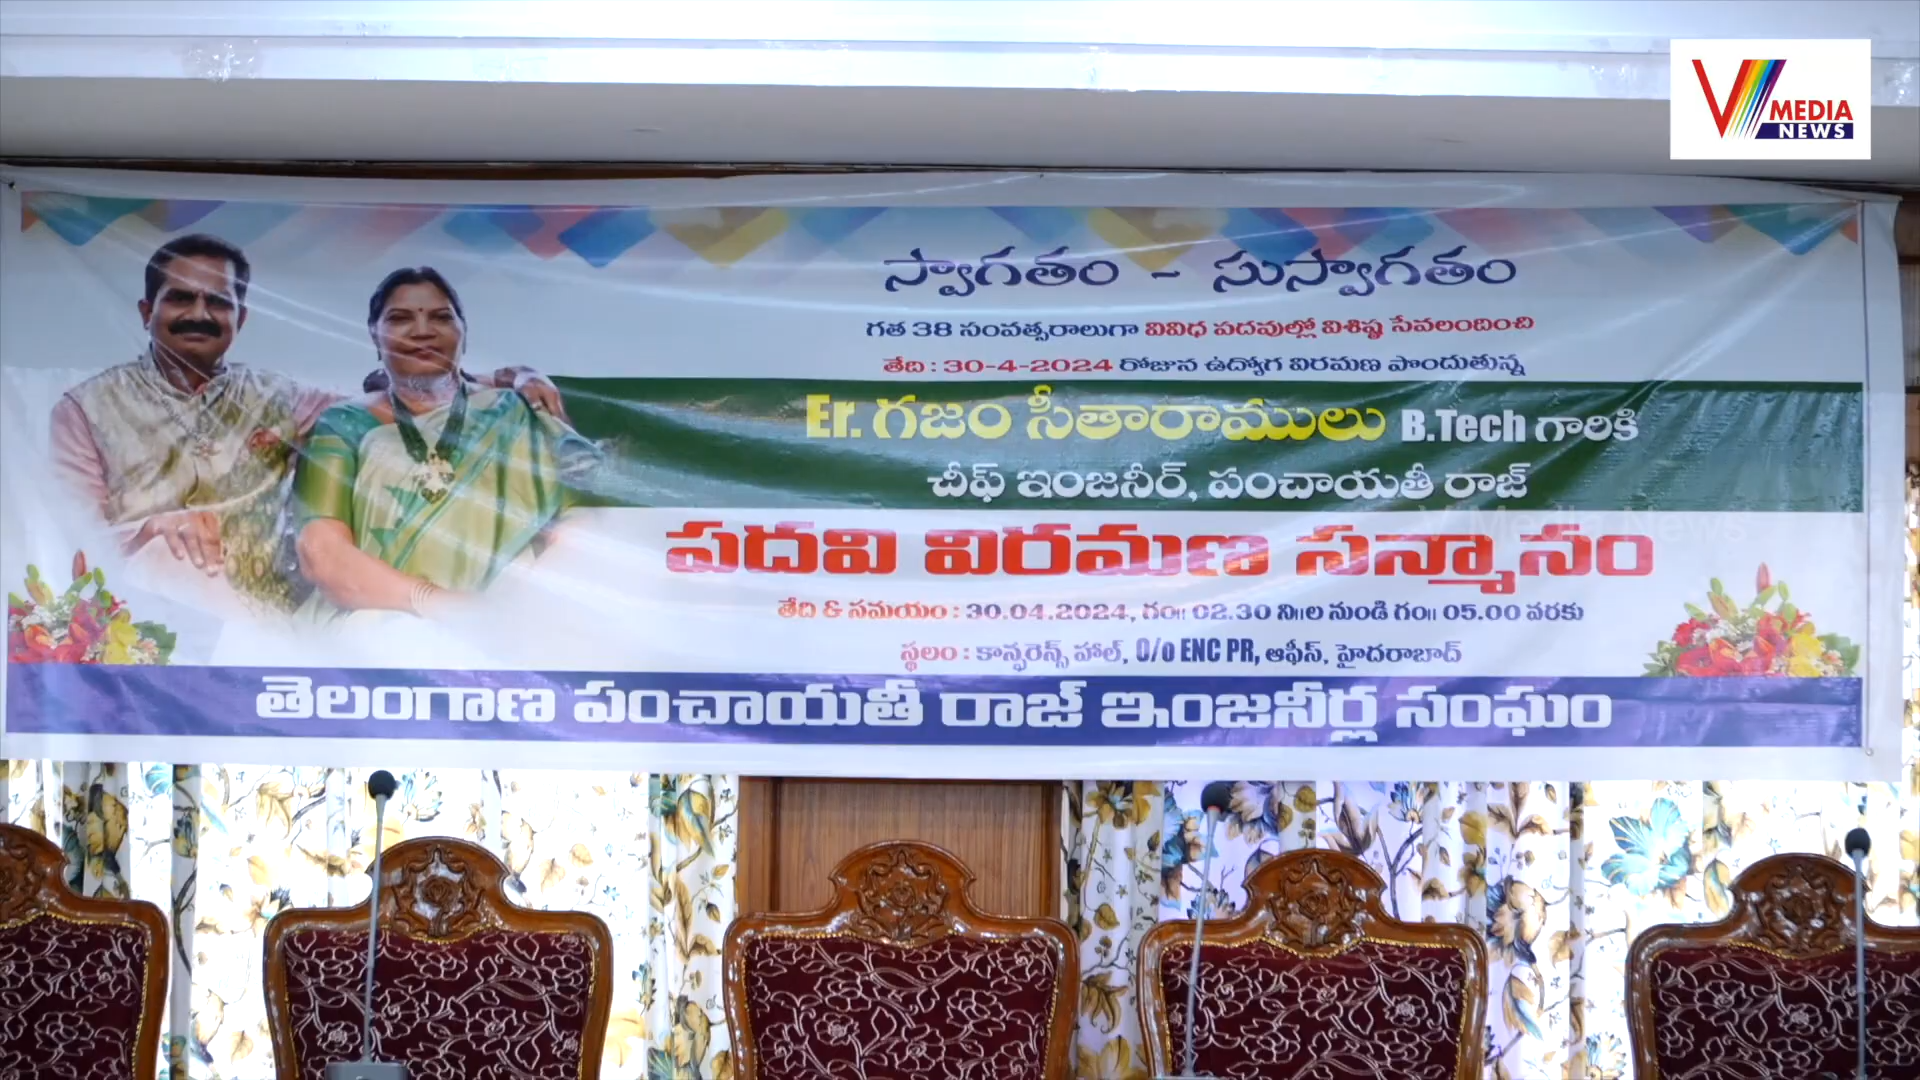 V MEDIA
NEWS
స్వాగతం - సుస్వాగతం
గత 38 సంవత్సరాలుగా వివిధ పదవుల్లో విశిష్ట సేవలందించి
తేది : 30-4-2024 రోజున ఉద్యోగ విరమణ పొందుతున్న
Er. గజం సీతారాములు B.Tech గారికి
చీఫ్ ఇంజనీర్, పంచాయతీ రాజ్
V Media News
పదవి విరమణ సన్మానం
తేది & సమయం : 30.04.2024, గం॥ 02.30 ని॥ల నుండి గం॥ 05.00 వరకు
స్థలం : కాన్ఫరెన్స్ హాల్, O/o ENC PR, ఆఫీస్, హైదరాబాద్
తెలంగాణ పంచాయతీ రాజ్ ఇంజనీర్ల సంఘం